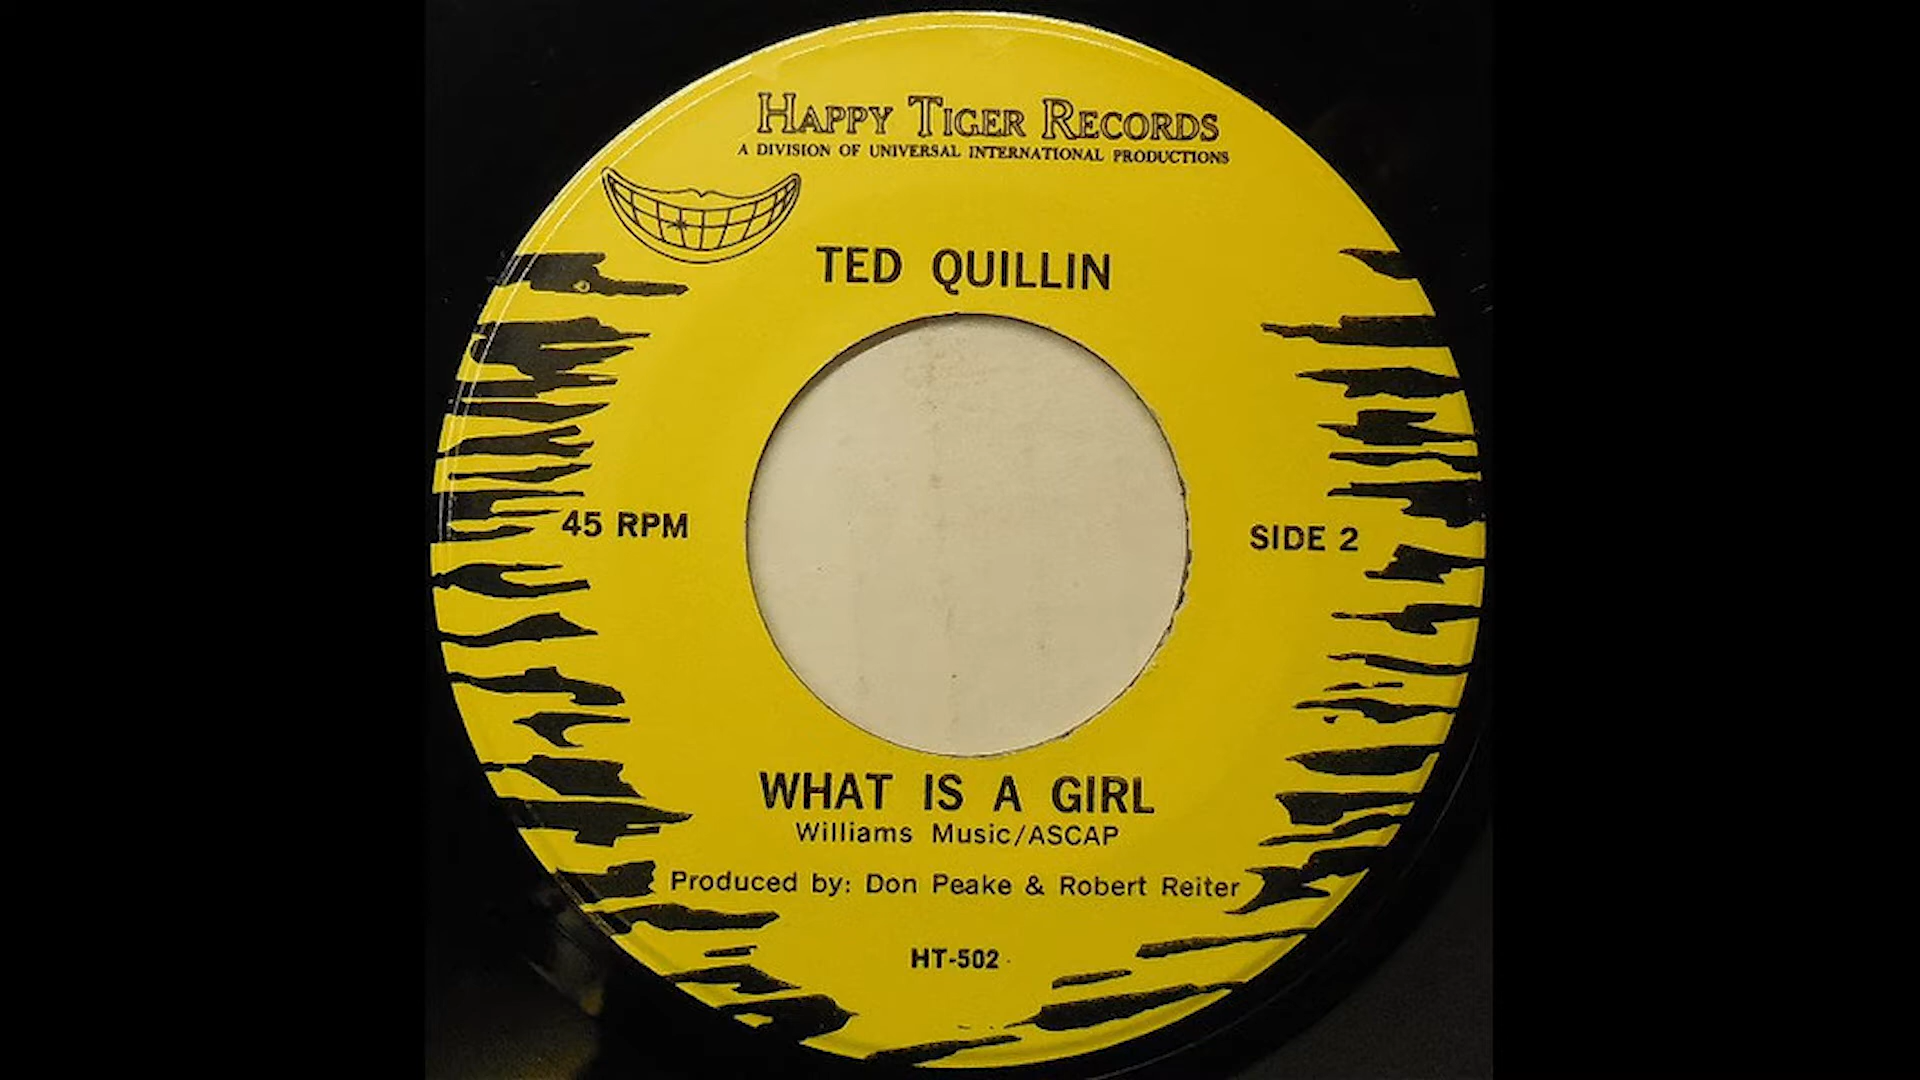 HAPPY TIGER RECORDS
A DIVISION OF UNIVERSAL INTERNATIONAL PRODUCTIONS
TED QUILLIN
45 RPM
SIDE 2
WHAT IS A GIRL
Williams Music/ASCAP
Produced by: Don Peake & Robert Reiter
HT-502